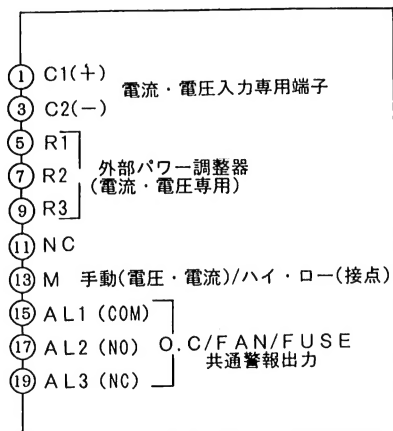 ① C1(+) 電流・電圧入力専用端子
③ C2(−)
⑤ R1
⑦ R2 外部パワー調整器
(電流・電圧専用)
⑨ R3
⑪ NC
⑬ M 手動(電圧・電流)/ハイ・ロー(接点)
⑮ AL1 (COM)
⑰ AL2 (NO) O.C/FAN/FUSE
共通警報出力
⑲ AL3 (NC)